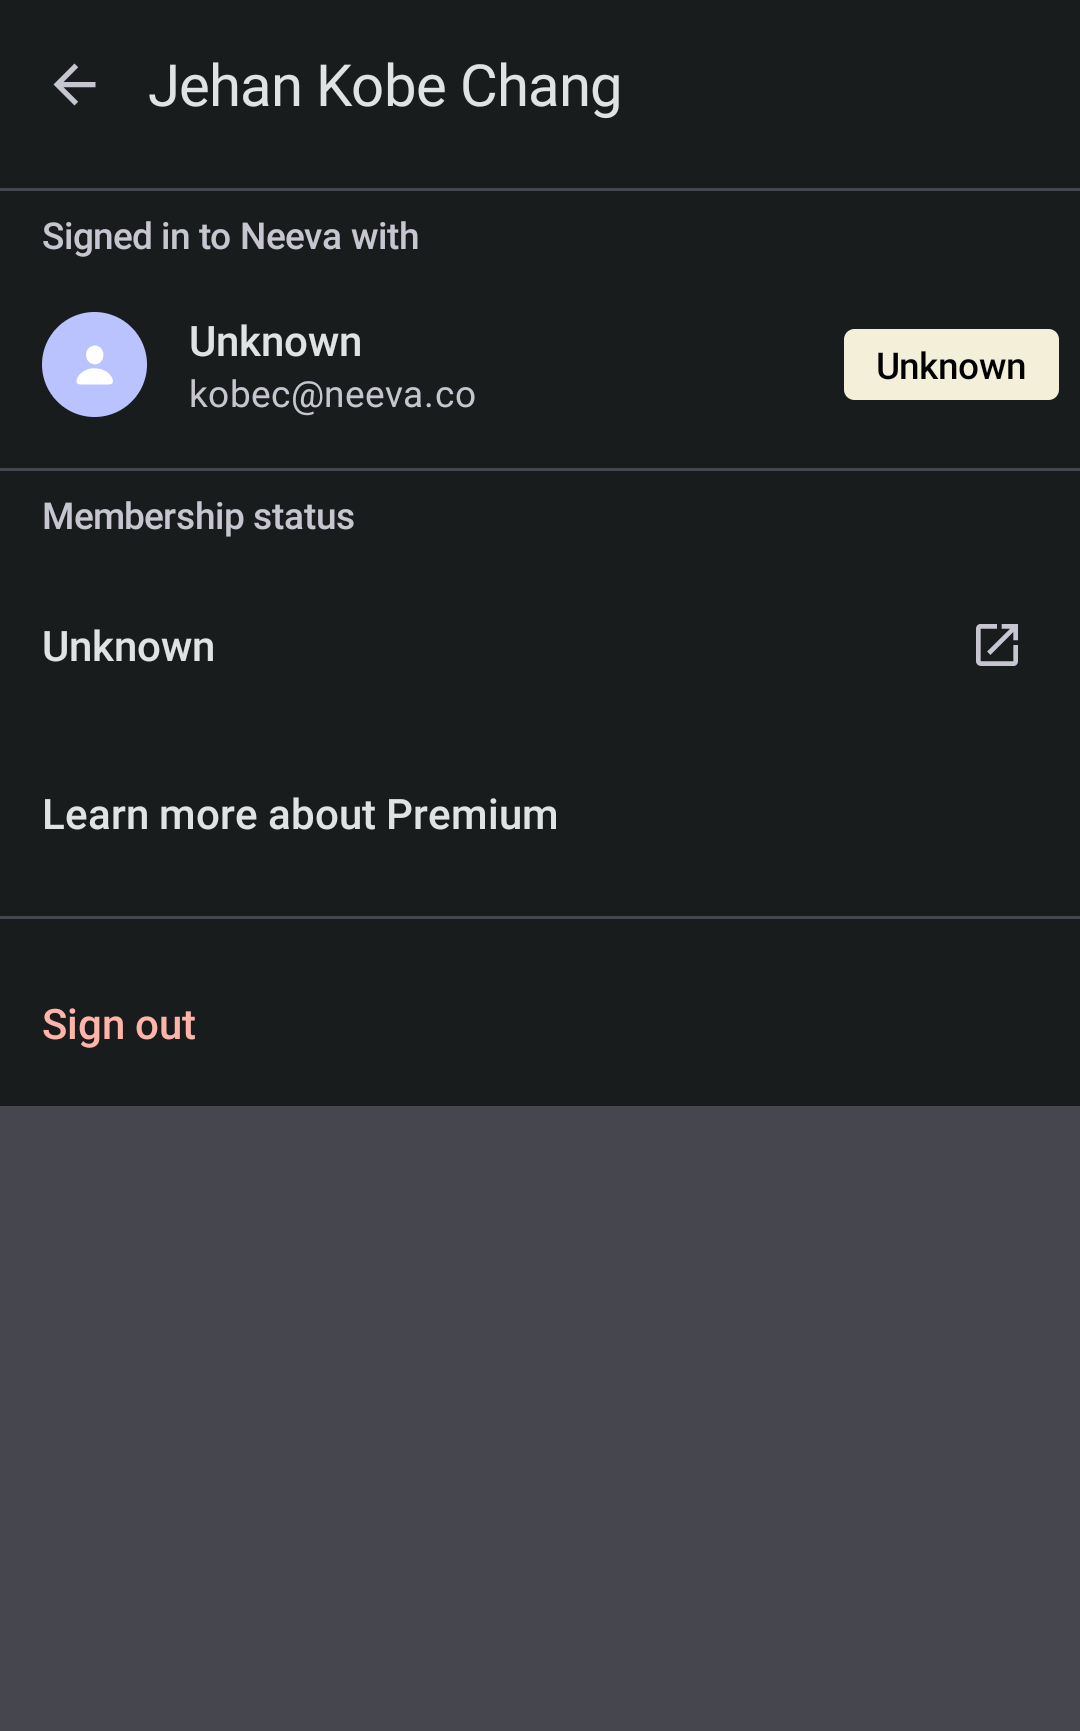 Jehan Kobe Chang
Signed in to Neeva with
Unknown
kobec@neeva.co
Unknown
Membership status
Unknown
Learn more about Premium
Sign out